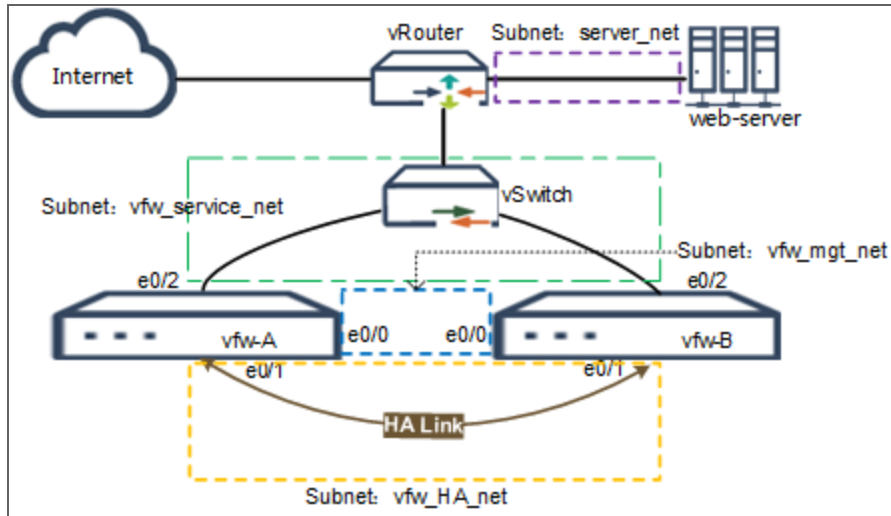 vRouter
Subnet: server_net
Internet
web-server
vSwitch
Subnet: vfw_service_net
Subnet: vfw_mgt_net
e0/2
e0/2
e0/0
e0/0
vfw-A
vfw-B
e0/1
e0/1
HA Link
Subnet: vfw_HA_net